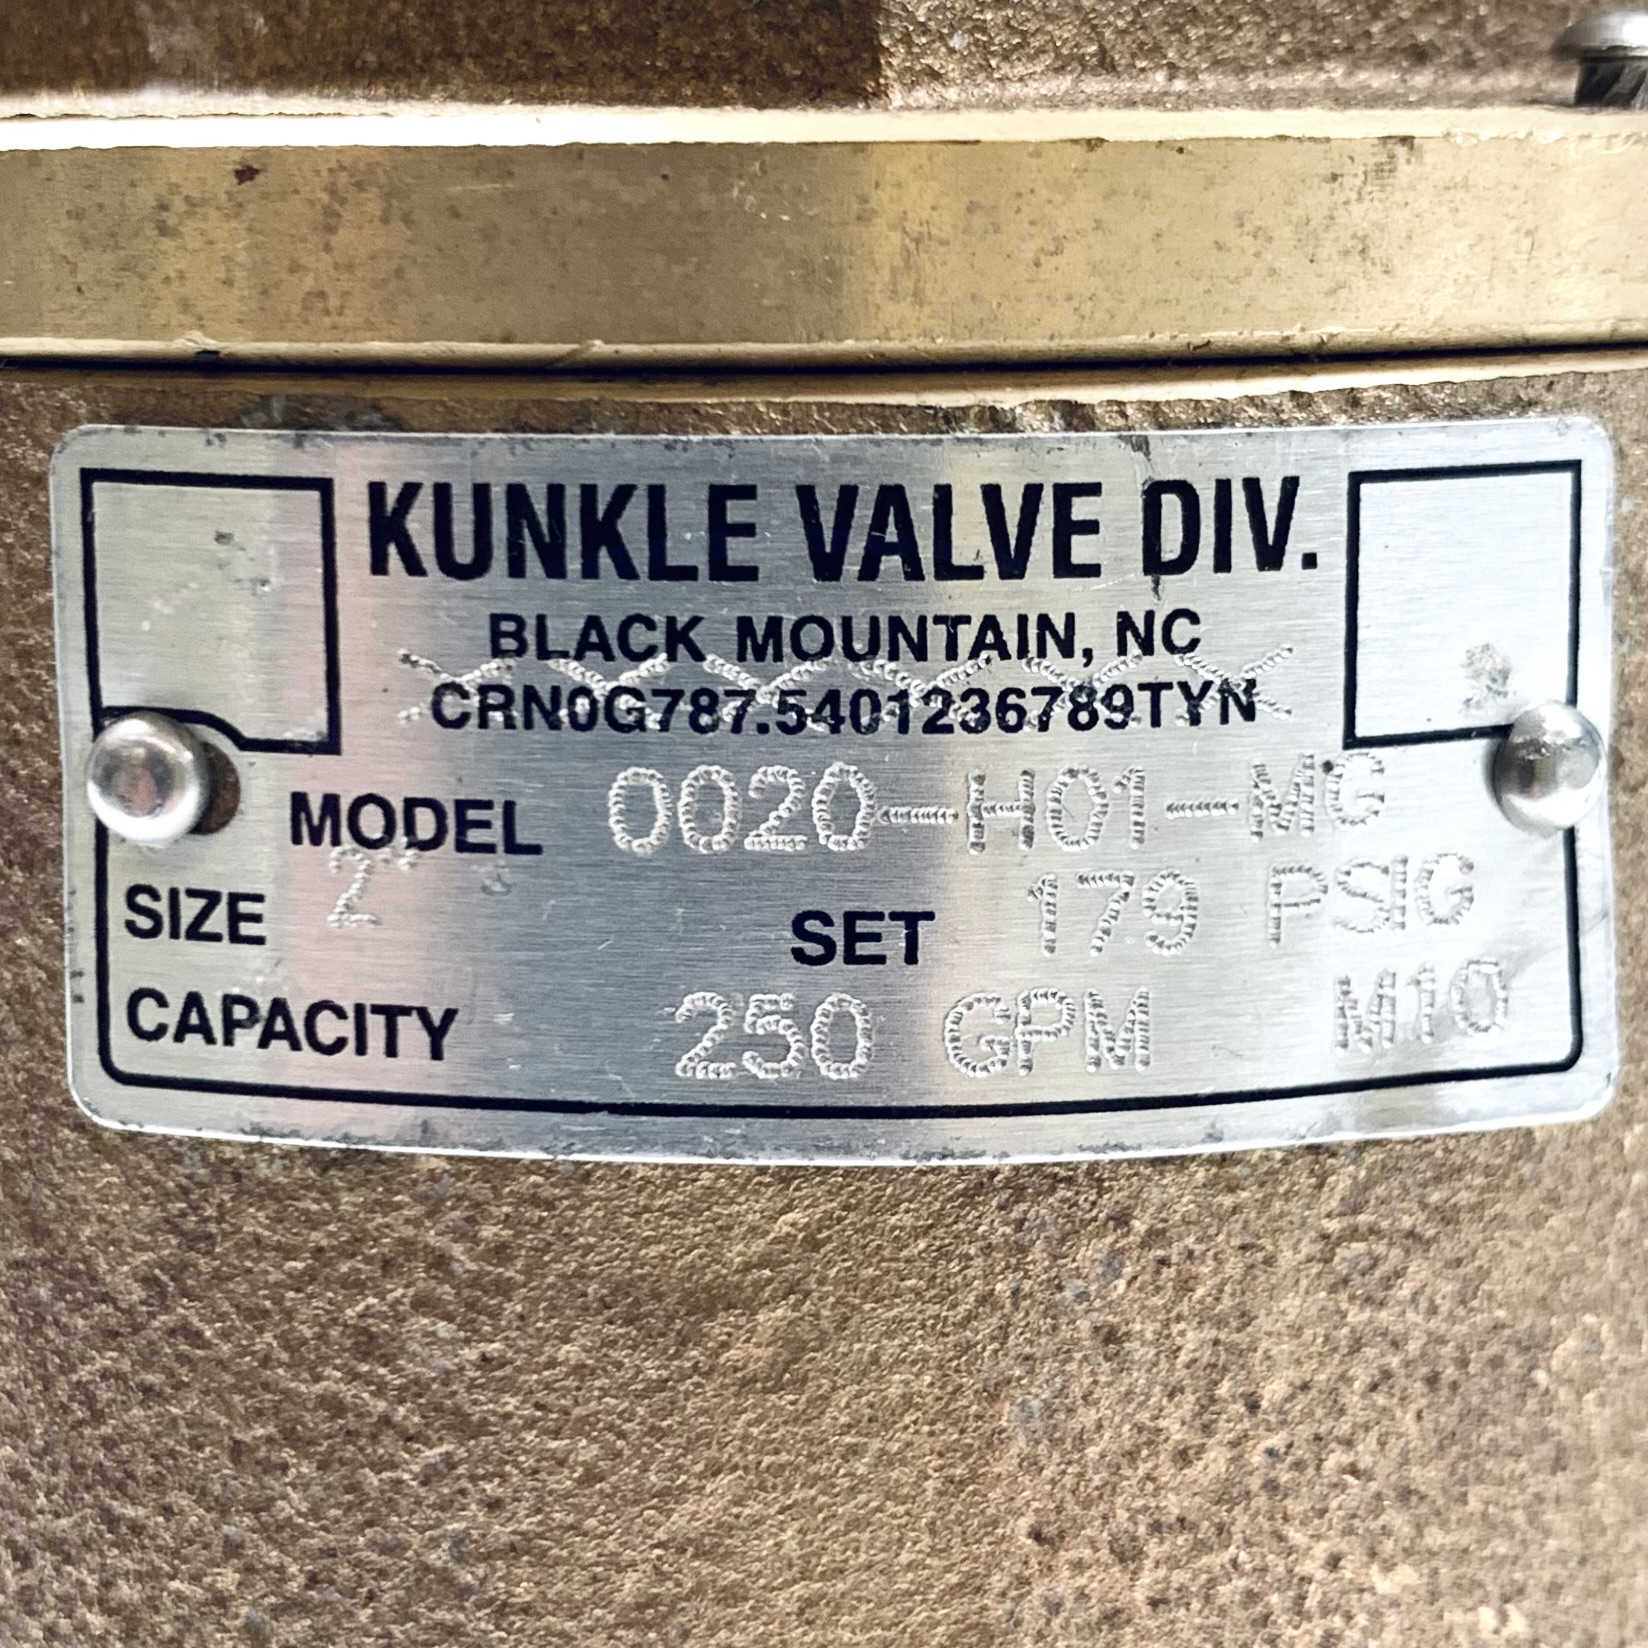 KUNKLE VALVE DIV.
BLACK MOUNTAIN, NC
CRN0G787.5401236789TYN
MODEL 0020-H01-MG
SIZE 2" SET 179 PSIG
CAPACITY 250 GPM M10